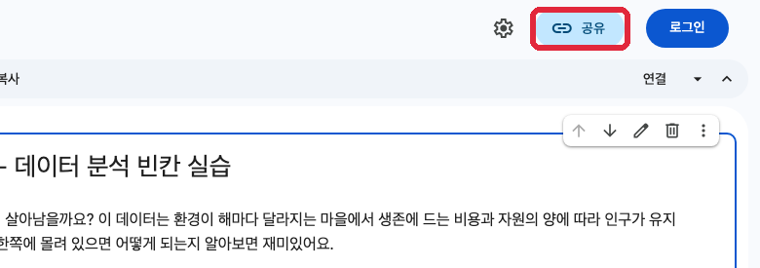 공유
로그인
복사
연결
- 데이터 분석 빈칸 실습
살아남을까요? 이 데이터는 환경이 해마다 달라지는 마을에서 생존에 드는 비용과 자원의 양에 따라 인구가 유지
한쪽에 몰려 있으면 어떻게 되는지 알아보면 재미있어요.